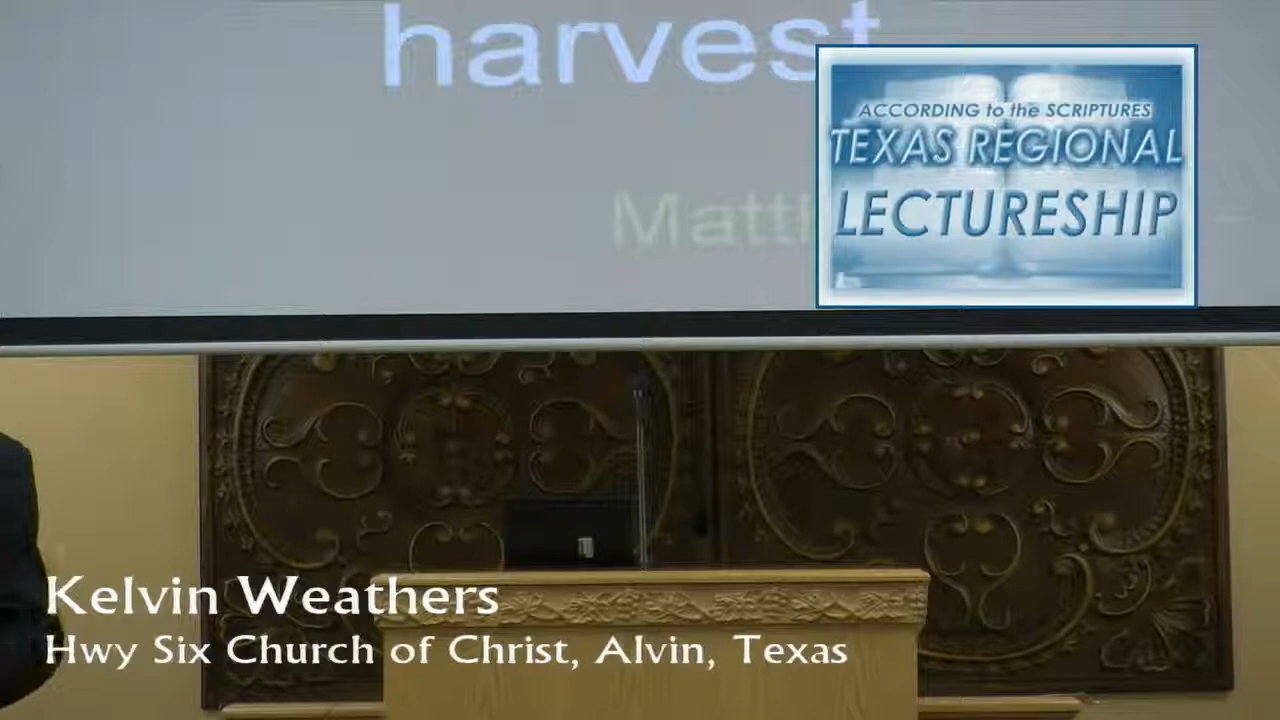 harvest
ACCORDING to the SCRIPTURES
TEXAS REGIONAL
LECTURESHIP
Kelvin Weathers
Hwy Six Church of Christ, Alvin, Texas